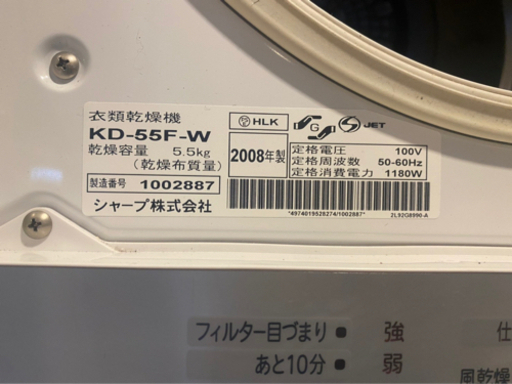 衣類乾燥機
KD-55F-W
乾燥容量 5.5kg
(乾燥布質量)
製造番号 1002887
シャープ株式会社
HLK
S G JET
2008年製
定格電圧 100V
定格周波数 50-60Hz
定格消費電力 1180W
*4974019528274/1002887*
フィルター目づまり 強
あと10分 弱
仕
風乾燥